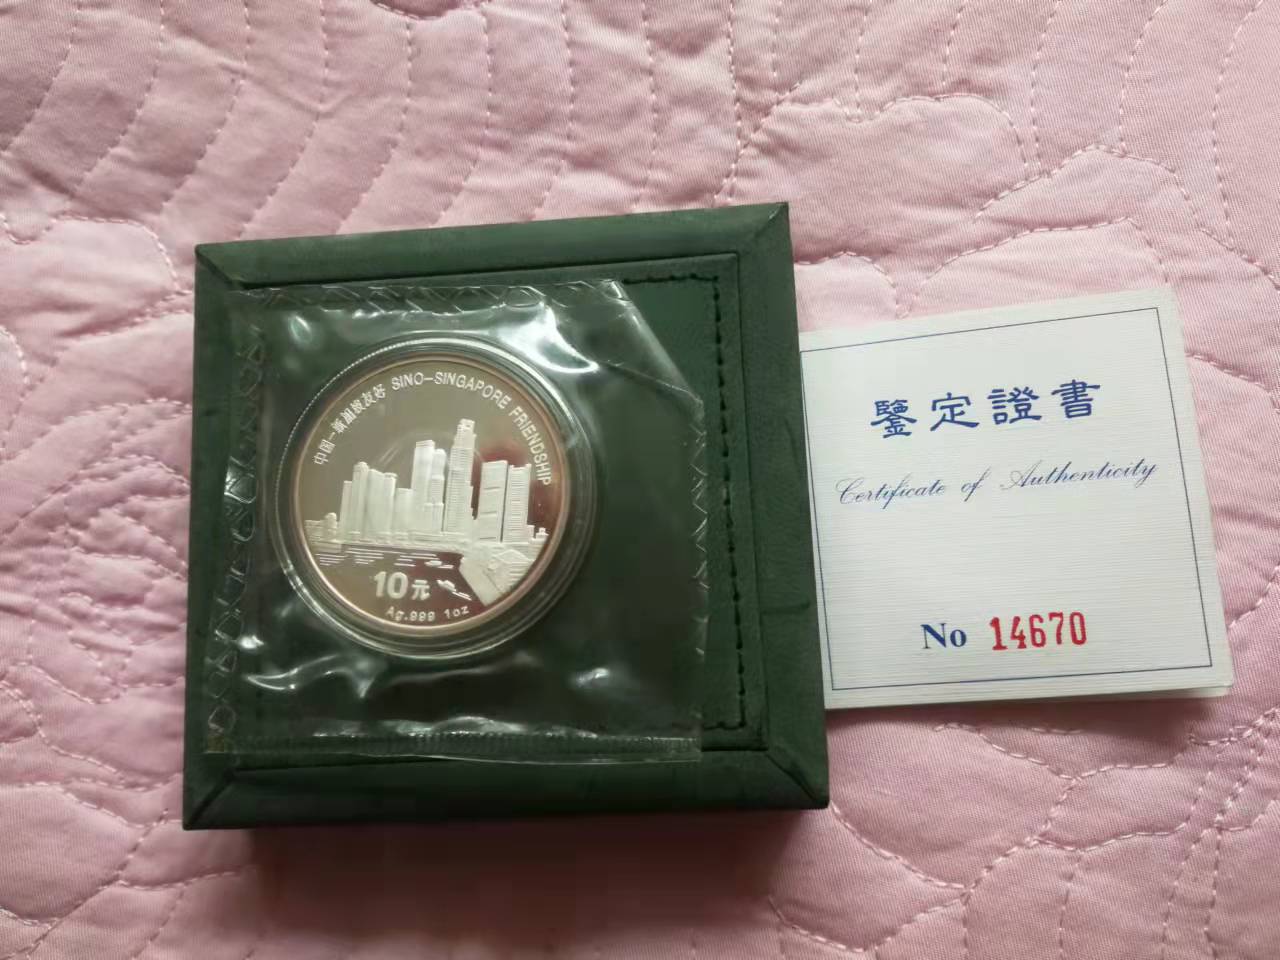 中国—新加坡友好 SINO-SINGAPORE FRIENDSHIP
10元
Ag.999 1oz
鑒定證書
Certificate of Authenticity
No 14670